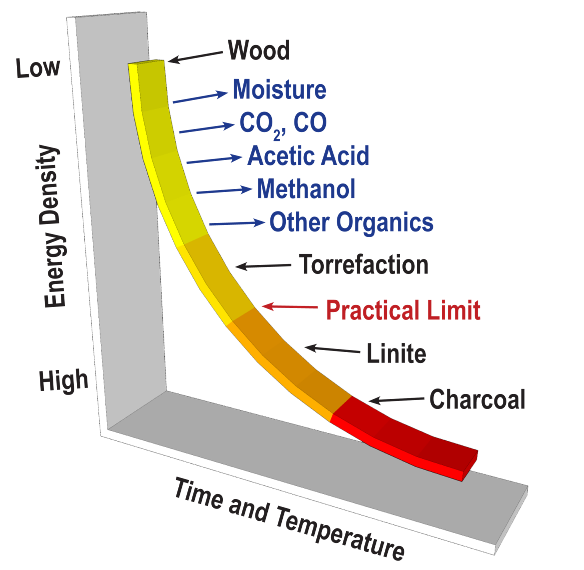 Low
Wood
Moisture
CO2, CO
Acetic Acid
Methanol
Other Organics
Energy Density
Torrefaction
Practical Limit
Linite
High
Charcoal
Time and Temperature